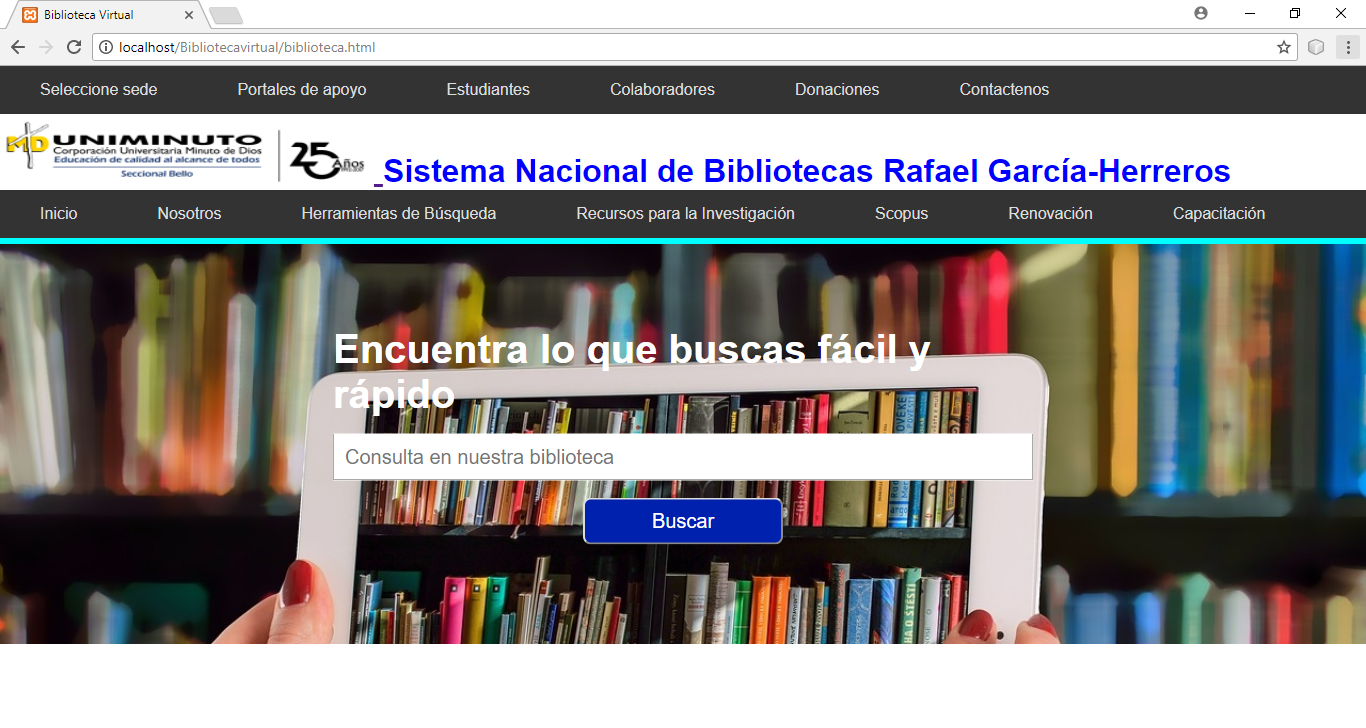 Biblioteca Virtual
localhost/Bibliotecavirtual/biblioteca.html
Seleccione sede Portales de apoyo Estudiantes Colaboradores Donaciones Contactenos
MD UNIMINUTO
Corporación Universitaria Minuto de Dios
Educación de calidad al alcance de todos
Seccional Bello
25 Años
Sistema Nacional de Bibliotecas Rafael García-Herreros
Inicio Nosotros Herramientas de Búsqueda Recursos para la Investigación Scopus Renovación Capacitación
Encuentra lo que buscas fácil y
rápido
Consulta en nuestra biblioteca
Buscar